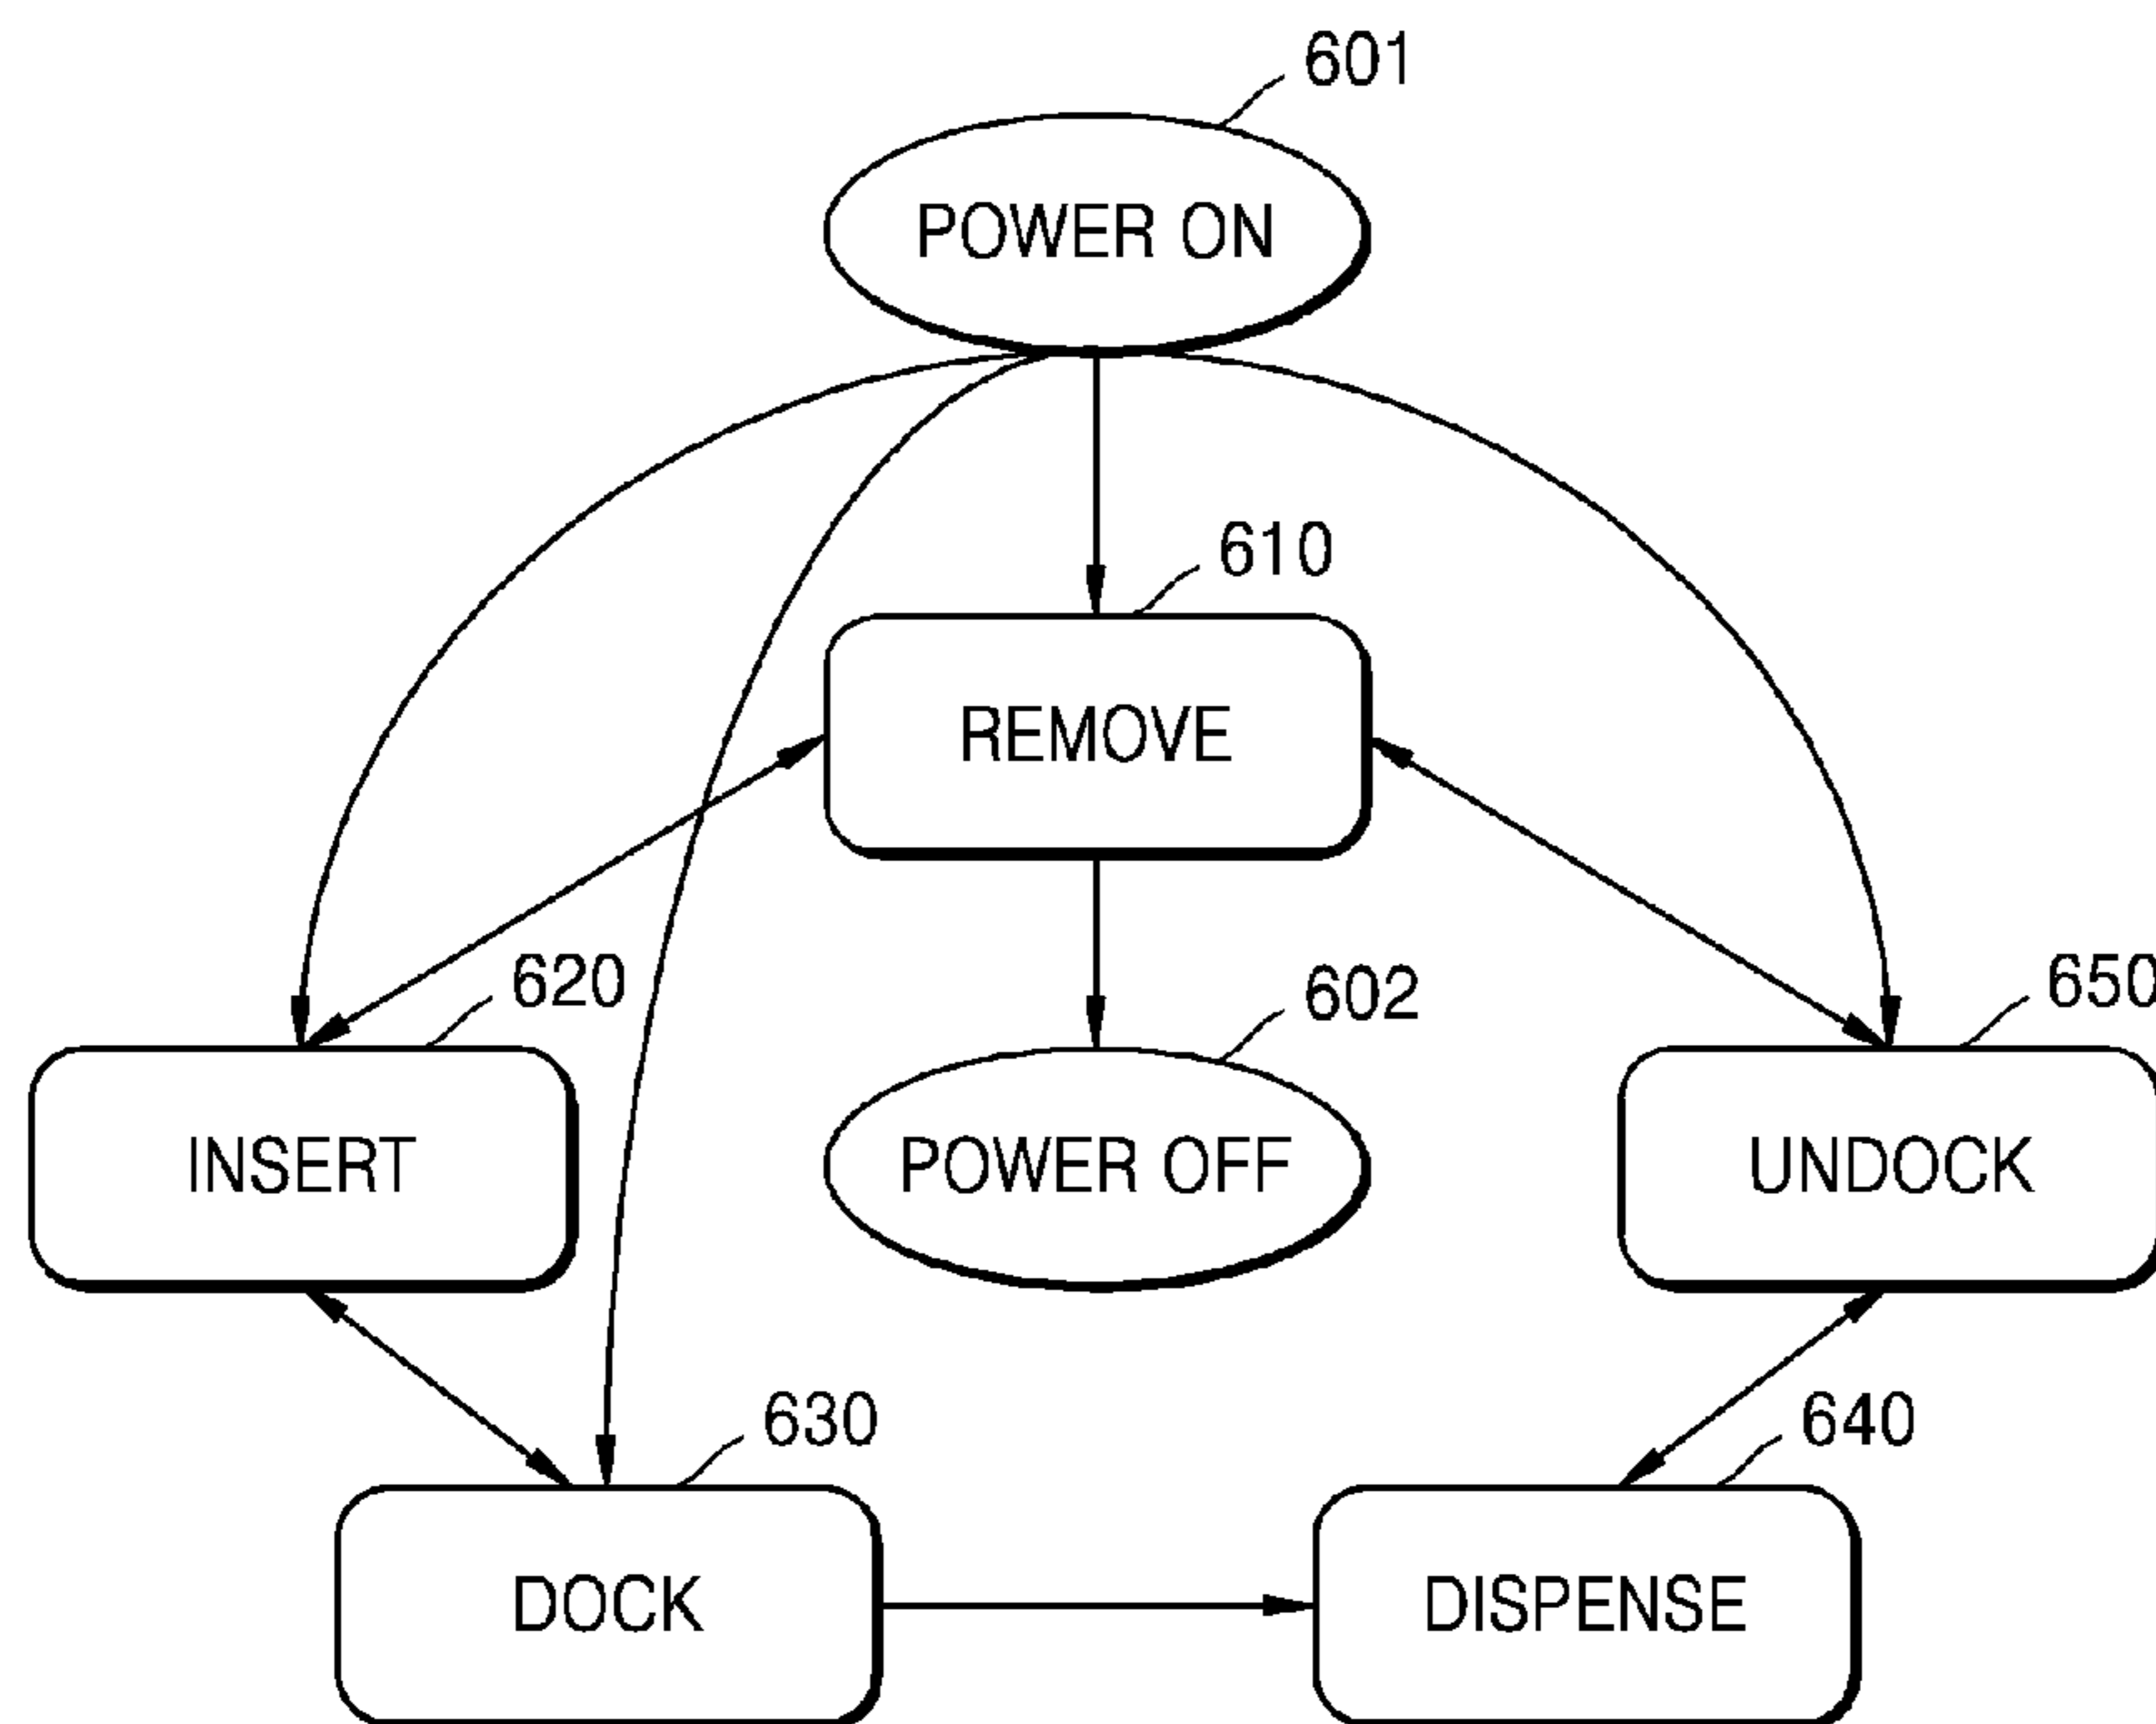 601
POWER ON
610
REMOVE
620
602
650
INSERT
POWER OFF
UNDOCK
630
640
DOCK
DISPENSE